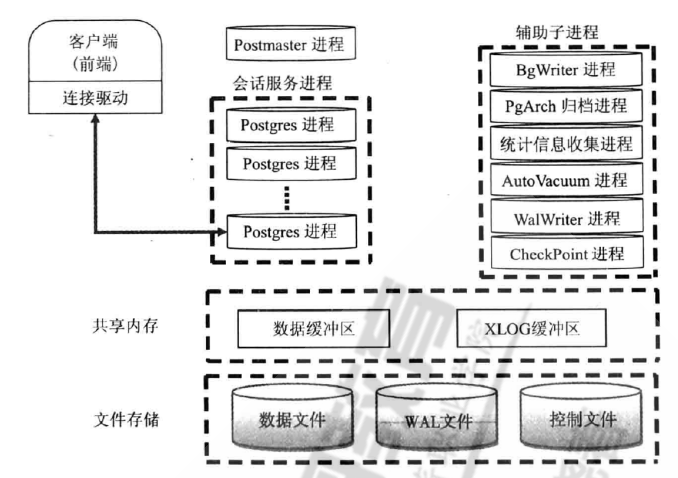 客户端
(前端)
连接驱动
Postmaster 进程
会话服务进程
Postgres 进程
Postgres 进程
Postgres 进程
辅助子进程
BgWriter 进程
PgArch 归档进程
统计信息收集进程
AutoVacuum 进程
WalWriter 进程
CheckPoint 进程
共享内存
数据缓冲区
XLOG缓冲区
文件存储
数据文件
WAL文件
控制文件